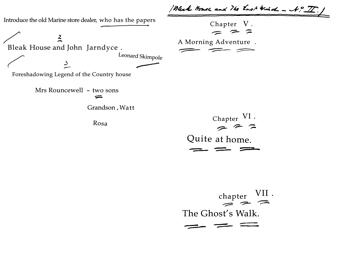 (Bleak House and The East Wind – No II.)
Introduce the old Marine store dealer, who has the papers
2
Bleak House and John Jarndyce.
Leonard Skimpole
3
Foreshadowing Legend of the Country house
Mrs Rouncewell – two sons
Grandson, Watt
Rosa
Chapter V.
A Morning Adventure.
Chapter VI.
Quite at home.
chapter VII.
The Ghost's Walk.